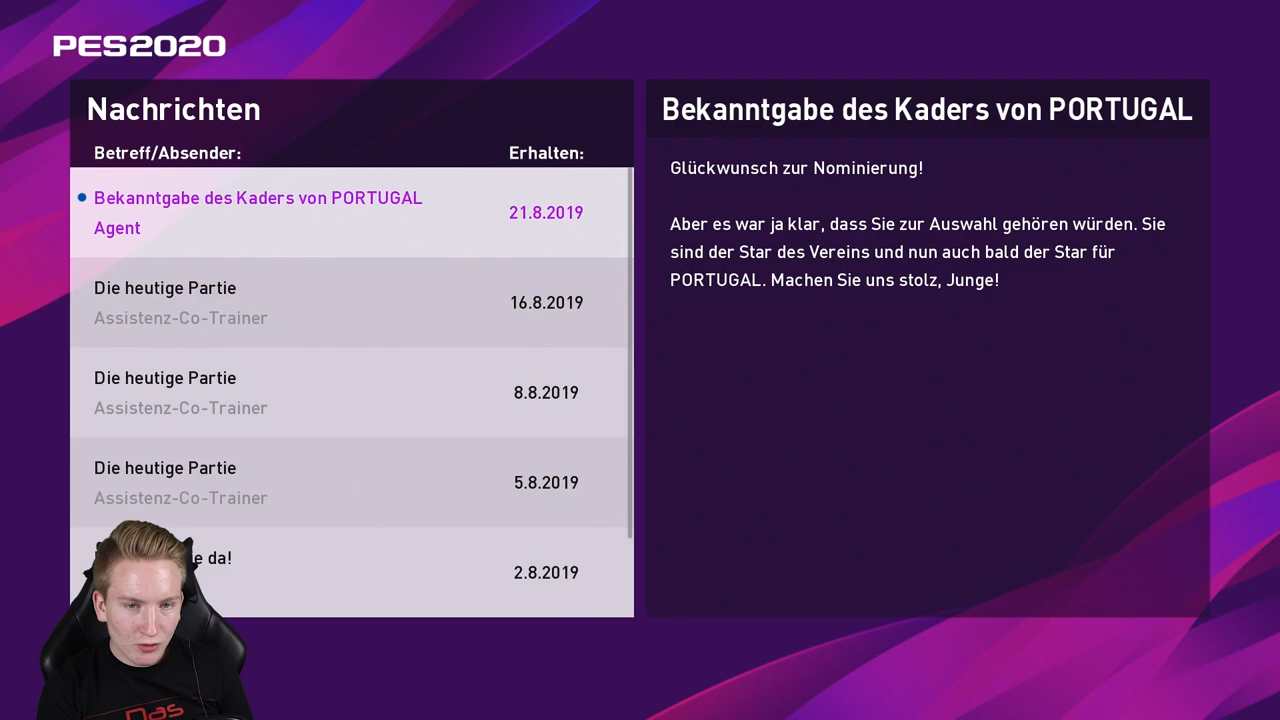 PES2020
Nachrichten
Betreff/Absender: Erhalten:
Bekanntgabe des Kaders von PORTUGAL
Agent
21.8.2019
Die heutige Partie
Assistenz-Co-Trainer
16.8.2019
Die heutige Partie
Assistenz-Co-Trainer
8.8.2019
Die heutige Partie
Assistenz-Co-Trainer
5.8.2019
da!
2.8.2019
Bekanntgabe des Kaders von PORTUGAL
Glückwunsch zur Nominierung!
Aber es war ja klar, dass Sie zur Auswahl gehören würden. Sie
sind der Star des Vereins und nun auch bald der Star für
PORTUGAL. Machen Sie uns stolz, Junge!
Das